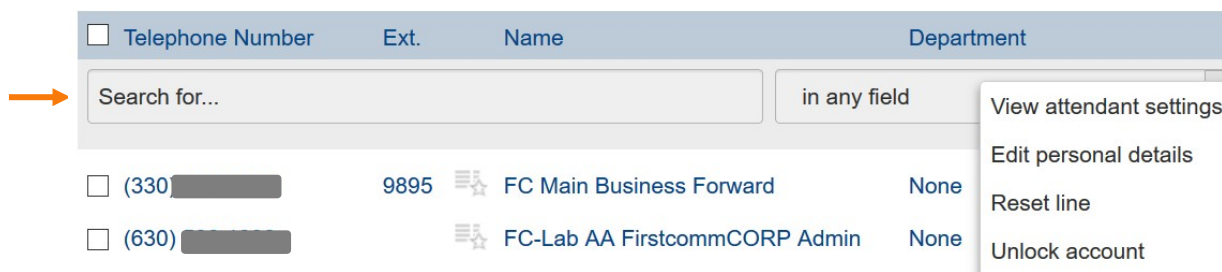 Telephone Number Ext. Name Department
Search for... in any field
View attendant settings
Edit personal details
(330) 9895 FC Main Business Forward None
Reset line
(630) FC-Lab AA FirstcommCORP Admin None
Unlock account